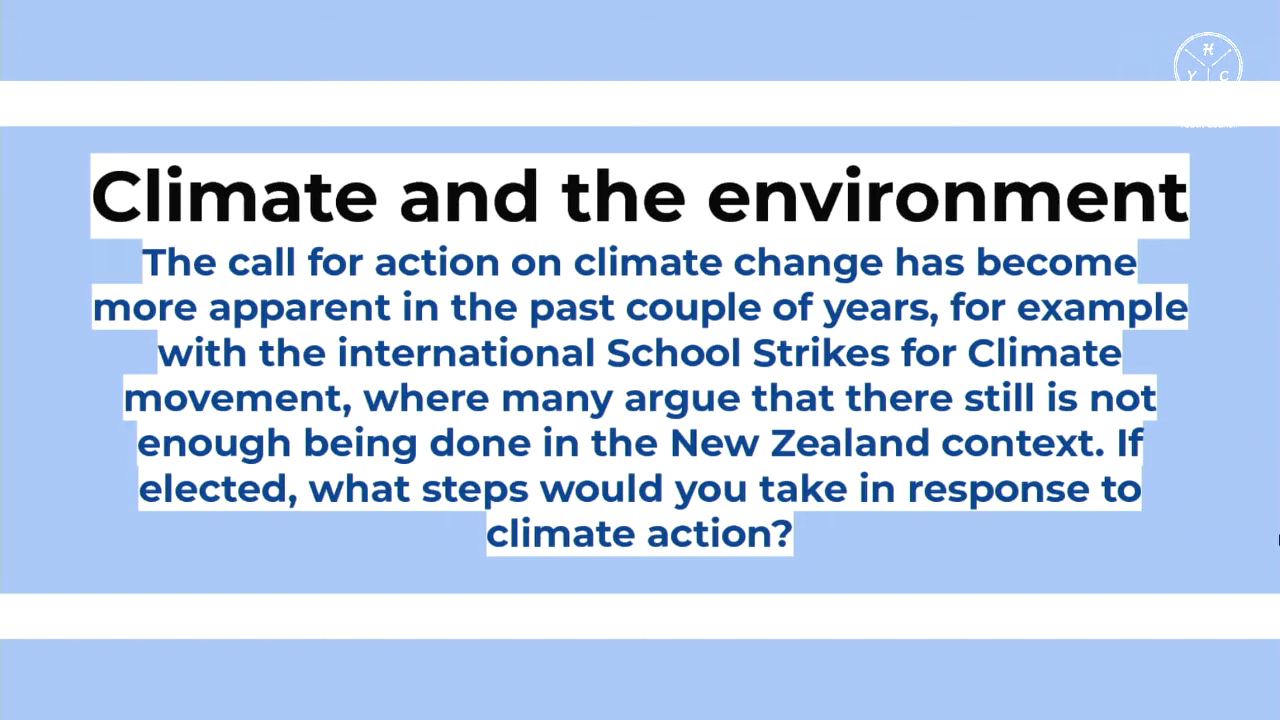 H
Y C
Climate and the environment
The call for action on climate change has become
more apparent in the past couple of years, for example
with the international School Strikes for Climate
movement, where many argue that there still is not
enough being done in the New Zealand context. If
elected, what steps would you take in response to
climate action?